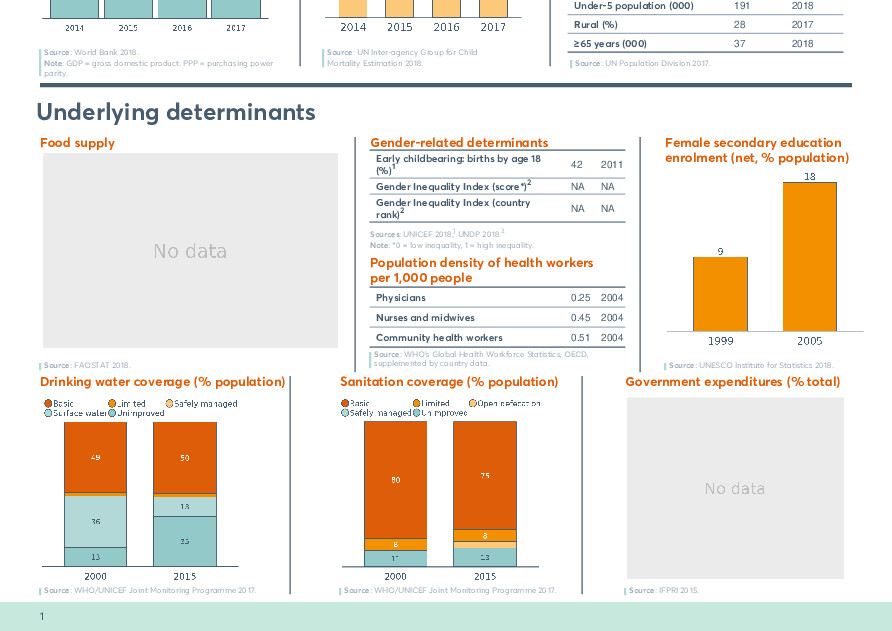 2014 2015 2016 2017
Source: World Bank 2018.
Note: GDP = gross domestic product. PPP = purchasing power
parity.
2014 2015 2016 2017
Source: UN Inter-agency Group for Child
Mortality Estimation 2018.
Under-5 population (000) 191 2018
Rural (%) 28 2017
≥65 years (000) 37 2018
Source: UN Population Division 2017.
Underlying determinants
Food supply
No data
Source: FAOSTAT 2018.
Gender-related determinants
Early childbearing: births by age 18
(%)1 42 2011
Gender Inequality Index (score*)2 NA NA
Gender Inequality Index (country
rank)2 NA NA
Sources: UNICEF 2018,1 UNDP 2018.2
Note: *0 = low inequality, 1 = high inequality.
Population density of health workers
per 1,000 people
Physicians 0.25 2004
Nurses and midwives 0.45 2004
Community health workers 0.51 2004
Source: WHO's Global Health Workforce Statistics, OECD,
supplemented by country data.
Female secondary education
enrolment (net, % population)
18
9
1999 2005
Source: UNESCO Institute for Statistics 2018.
Drinking water coverage (% population)
Basic Limited Safely managed
Surface water Unimproved
49 50
36 13
13 35
2000 2015
Source: WHO/UNICEF Joint Monitoring Programme 2017.
Sanitation coverage (% population)
Basic Limited Open defecation
Safely managed Unimproved
80 75
8 8
11 13
2000 2015
Source: WHO/UNICEF Joint Monitoring Programme 2017.
Government expenditures (% total)
No data
Source: IFPRI 2015.
1